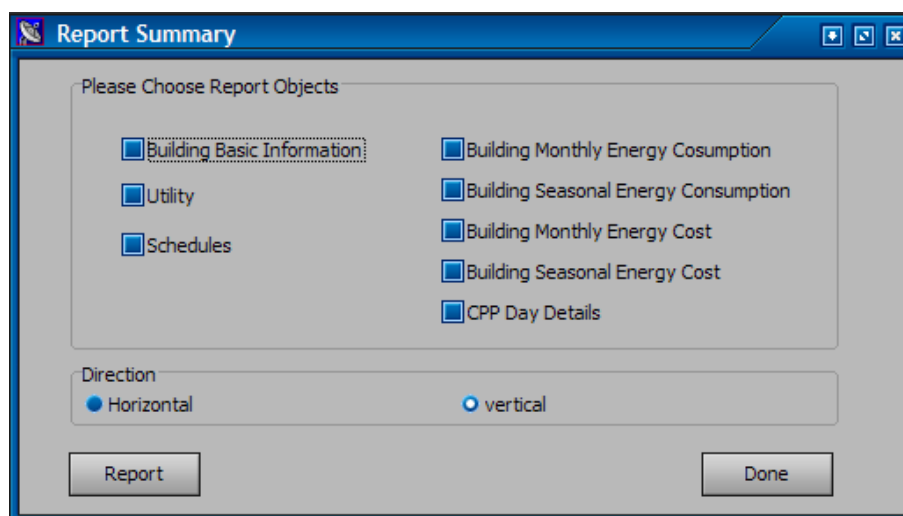 Report Summary
Please Choose Report Objects
Building Basic Information
Utility
Schedules
Building Monthly Energy Cosumption
Building Seasonal Energy Consumption
Building Monthly Energy Cost
Building Seasonal Energy Cost
CPP Day Details
Direction
Horizontal
vertical
Report
Done